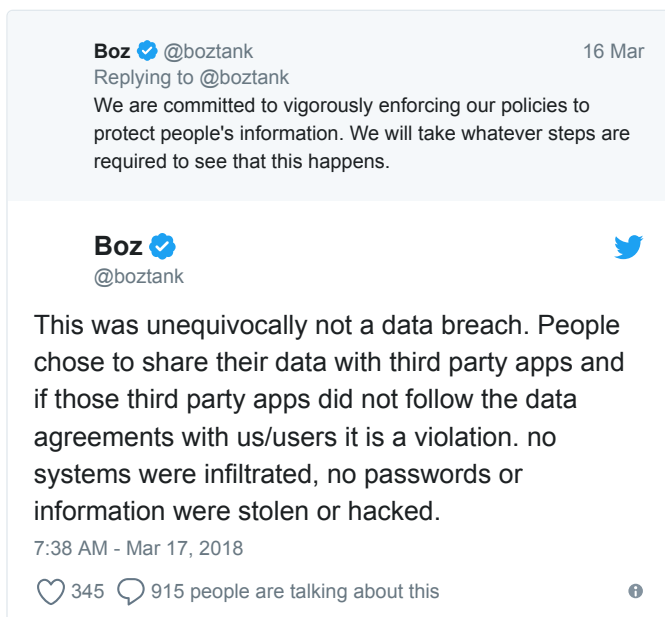 Boz @boztank 16 Mar
Replying to @boztank
We are committed to vigorously enforcing our policies to
protect people's information. We will take whatever steps are
required to see that this happens.
Boz
@boztank
This was unequivocally not a data breach. People
chose to share their data with third party apps and
if those third party apps did not follow the data
agreements with us/users it is a violation. no
systems were infiltrated, no passwords or
information were stolen or hacked.
7:38 AM - Mar 17, 2018
345 915 people are talking about this